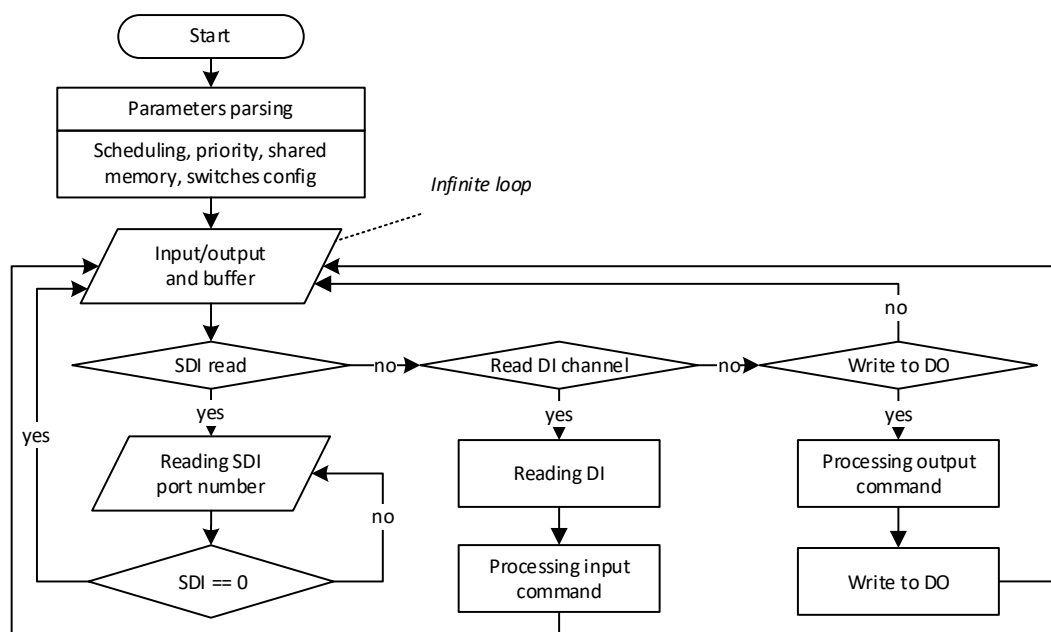 Start
Parameters parsing
Scheduling, priority, shared
memory, switches config
Infinite loop
Input/output
and buffer
no
SDI read
no
Read DI channel
no
Write to DO
yes
yes
yes
yes
Reading SDI
port number
no
Reading DI
Processing output
command
SDI == 0
Processing input
command
Write to DO